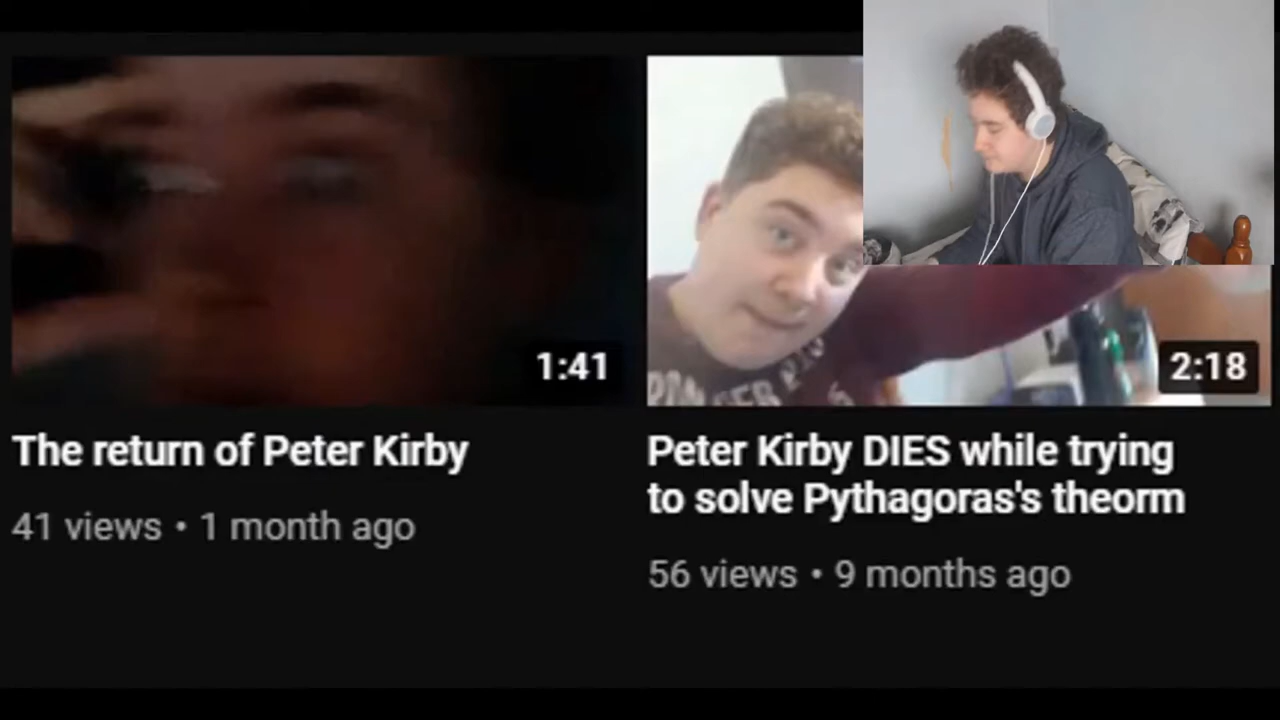 1:41
2:18
The return of Peter Kirby
41 views • 1 month ago
Peter Kirby DIES while trying
to solve Pythagoras's theorm
56 views • 9 months ago